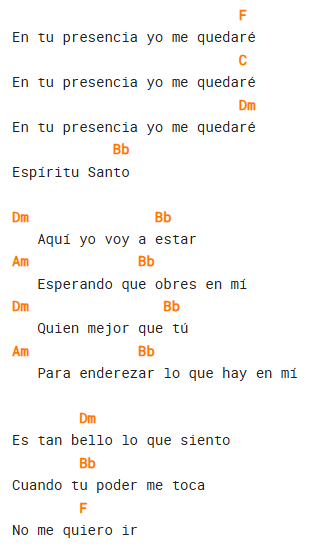 F
En tu presencia yo me quedaré
                           C
En tu presencia yo me quedaré
                           Dm
En tu presencia yo me quedaré
            Bb
Espíritu Santo

Dm               Bb
   Aquí yo voy a estar
Am             Bb
   Esperando que obres en mí
Dm                Bb
   Quien mejor que tú
Am             Bb
   Para enderezar lo que hay en mí

        Dm
Es tan bello lo que siento
        Bb
Cuando tu poder me toca
        F
No me quiero ir